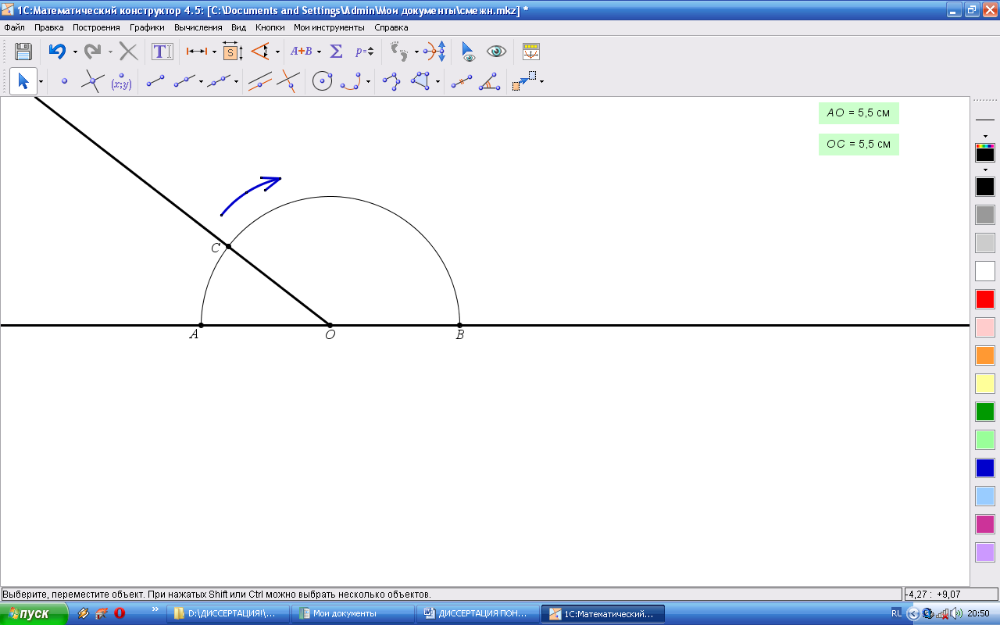 1С:Математический конструктор 4.5: [C:\Documents and Settings\Admin\Мои документы\смежн.mkz] *
Файл Правка Построения Графики Вычисления Вид Кнопки Мои инструменты Справка
T S A+B Σ P=
(x;y)
AO = 5,5 см
OC = 5,5 см
C
A O B
Выберите, переместите объект. При нажатых Shift или Ctrl можно выбрать несколько объектов. -4,27 : +9,07
пуск D:\ДИССЕРТАЦИЯ!\... Мои документы ДИССЕРТАЦИЯ ПОН... 1С:Математический... RL 20:50